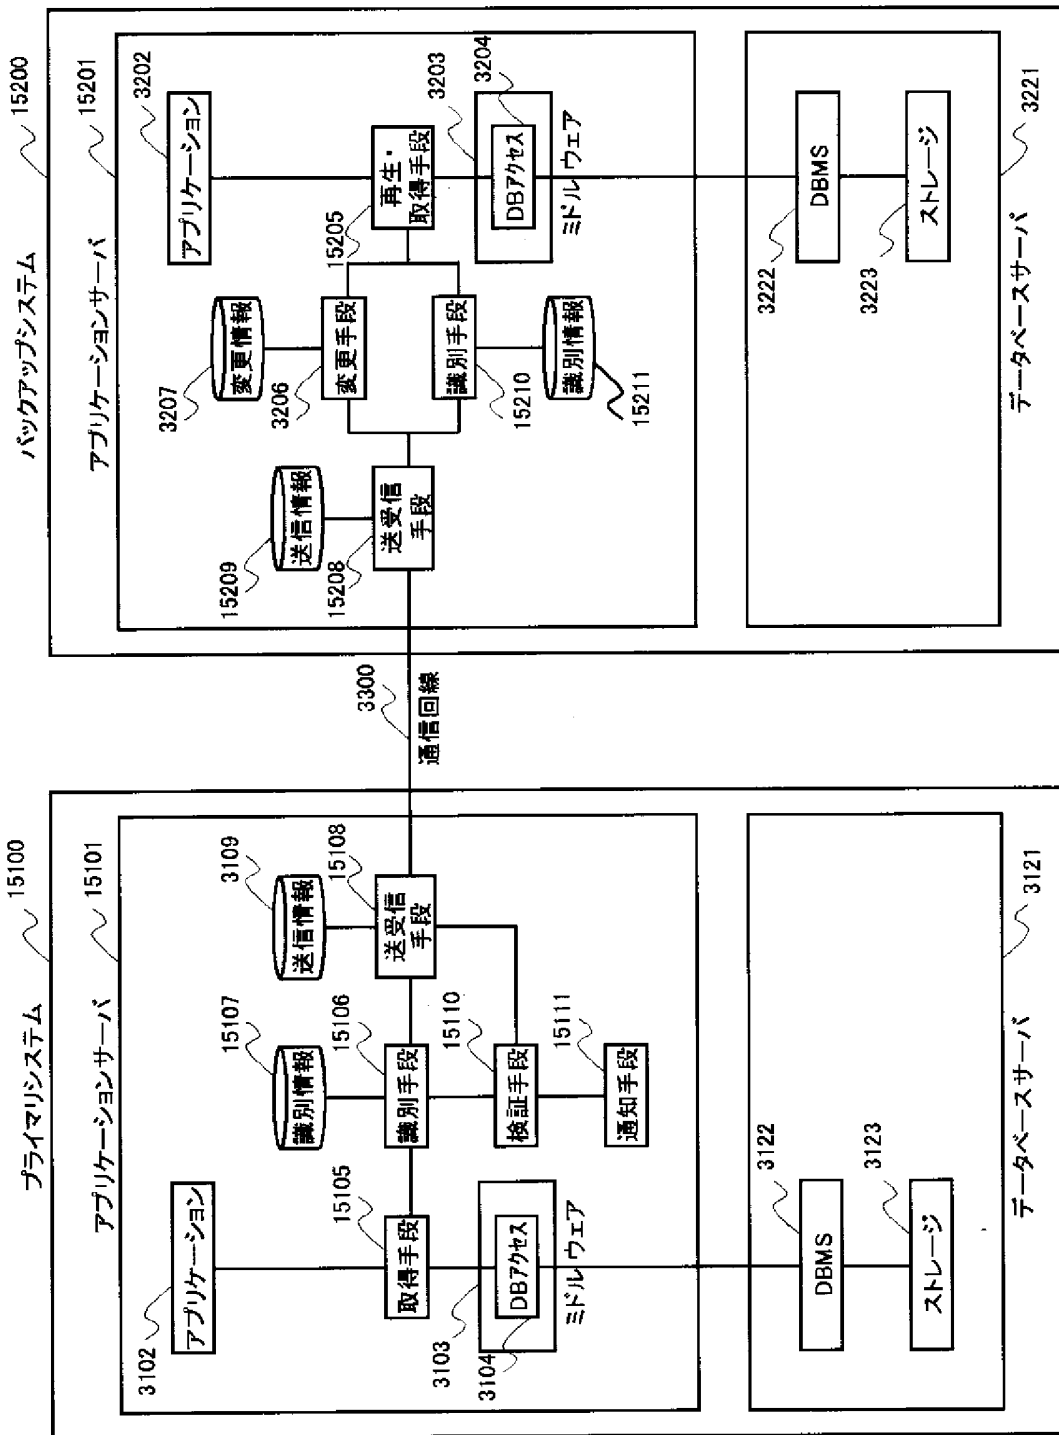 プライマリシステム
15100
アプリケーションサーバ
15101
アプリケーション
3102
取得手段
15105
DBアクセス
ミドルウェア
3103
3104
識別情報
15107
識別手段
15106
検証手段
15110
通知手段
15111
送信情報
3109
送受信
手段
15108
DBMS
3122
ストレージ
3123
データベースサーバ
3121
3300
通信回線
バックアップシステム
15200
アプリケーションサーバ
15201
送信情報
15209
送受信
手段
15208
変更情報
3207
変更手段
3206
識別手段
15210
識別情報
15211
アプリケーション
3202
再生・
取得手段
15205
DBアクセス
ミドルウェア
3203
3204
DBMS
3222
ストレージ
3223
データベースサーバ
3221